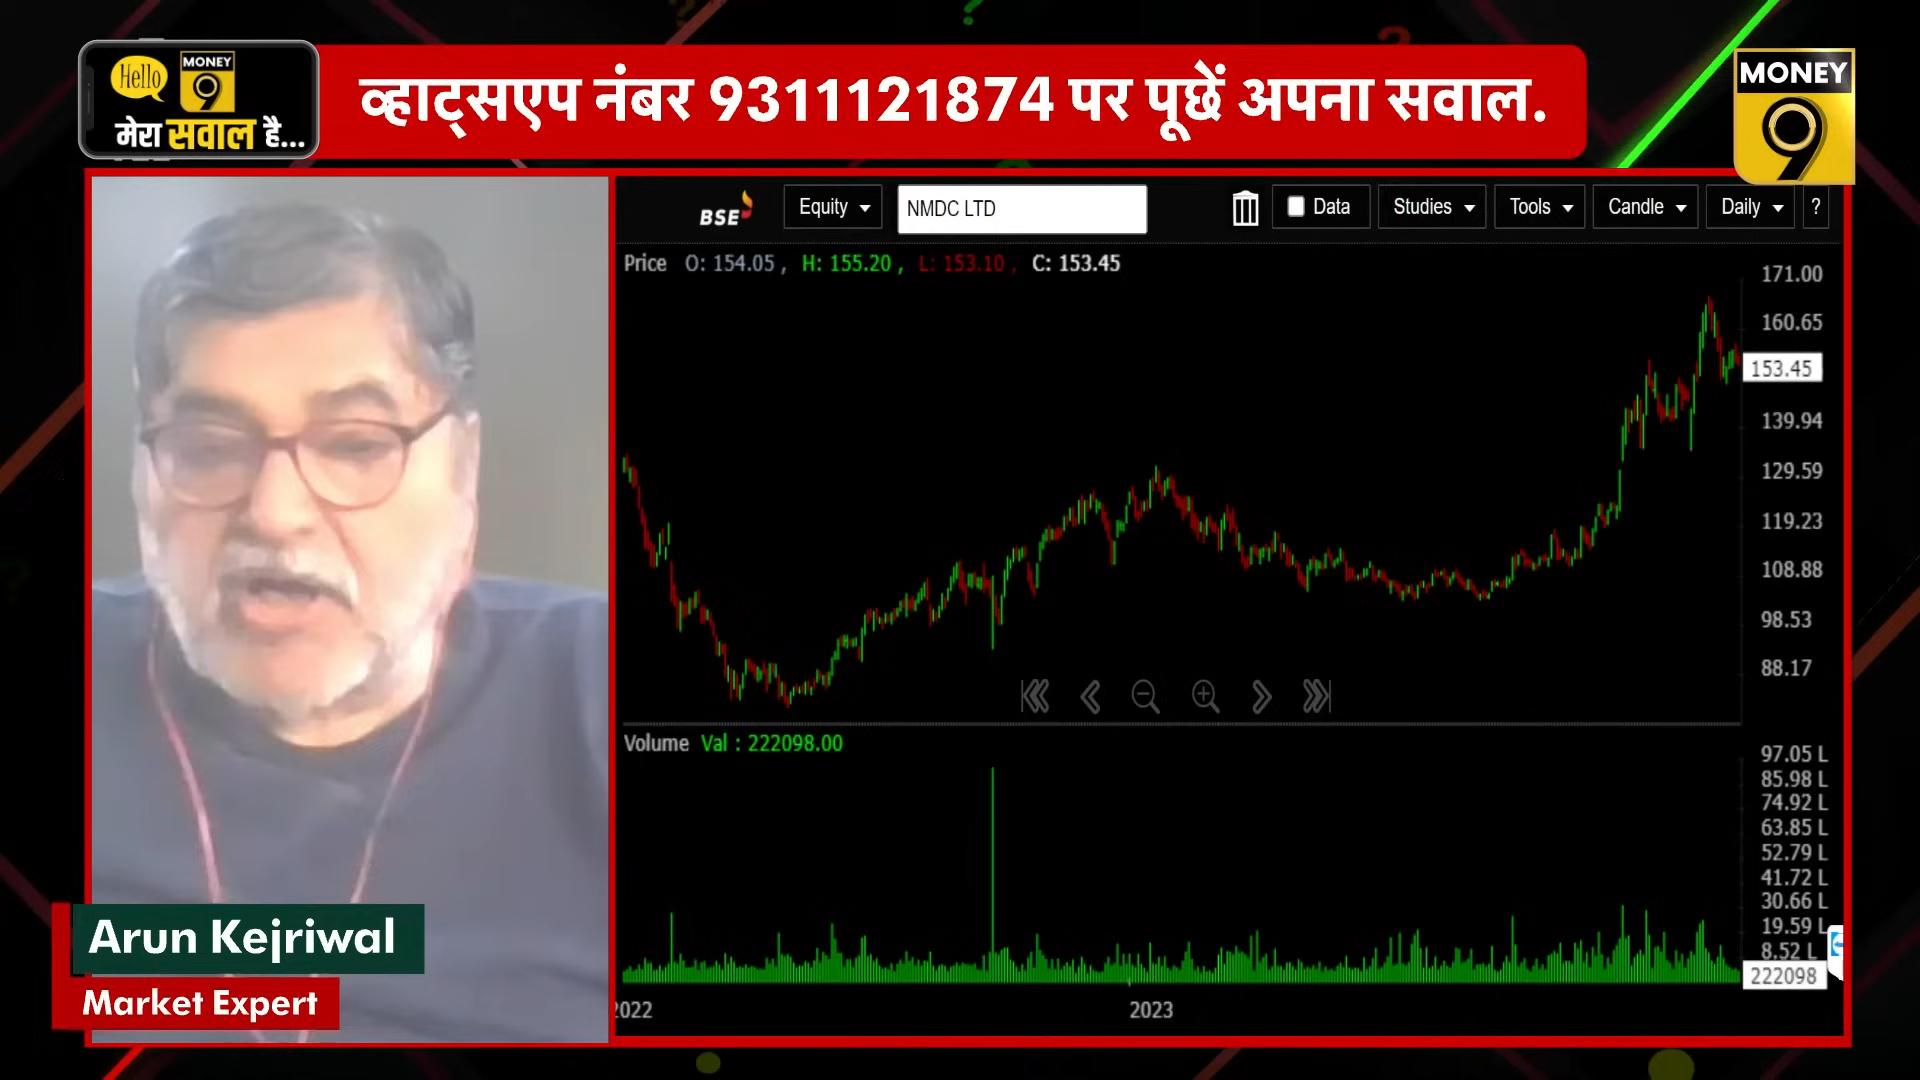 Hello
MONEY
9
मेरा सवाल है...
व्हाट्सएप नंबर 9311121874 पर पूछें अपना सवाल.
MONEY
9
BSE
Equity
NMDC LTD
Data
Studies
Tools
Candle
Daily
?
Price O: 154.05 , H: 155.20 , L: 153.10 , C: 153.45
171.00
160.65
153.45
139.94
129.59
119.23
108.88
98.53
88.17
Volume Val : 222098.00
97.05 L
85.98 L
74.92 L
63.85 L
52.79 L
41.72 L
30.66 L
19.59 L
8.52 L
222098
2022
2023
Arun Kejriwal
Market Expert